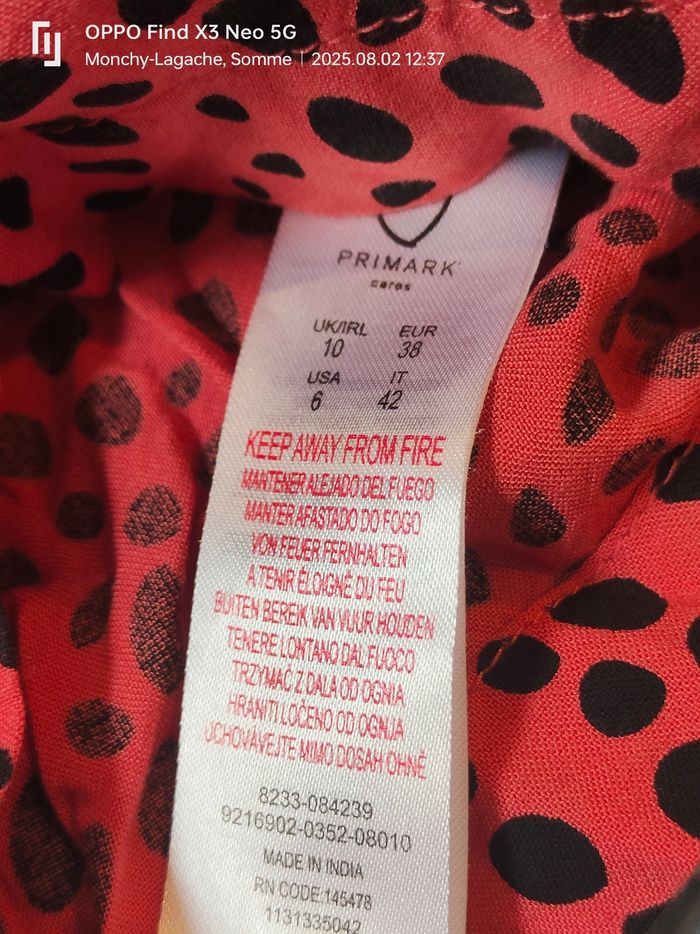 OPPO Find X3 Neo 5G
Monchy-Lagache, Somme | 2025.08.02 12:37
PRIMARK
cares
UK/IRL EUR
10 38
USA IT
6 42
KEEP AWAY FROM FIRE
MANTENER ALEJADO DEL FUEGO
MANTER AFASTADO DO FOGO
VON FEUER FERNHALTEN
A TENIR ÉLOIGNÉ DU FEU
BUITEN BEREIK VAN VUUR HOUDEN
TENERE LONTANO DAL FUOCO
TRZYMAĆ Z DALA OD OGNIA
HRANITI LOČENO OD OGNJA
UCHOVÁVEJTE MIMO DOSAH OHNĚ
8233-084239
9216902-0352-08010
MADE IN INDIA
RN CODE:145478
1131335042